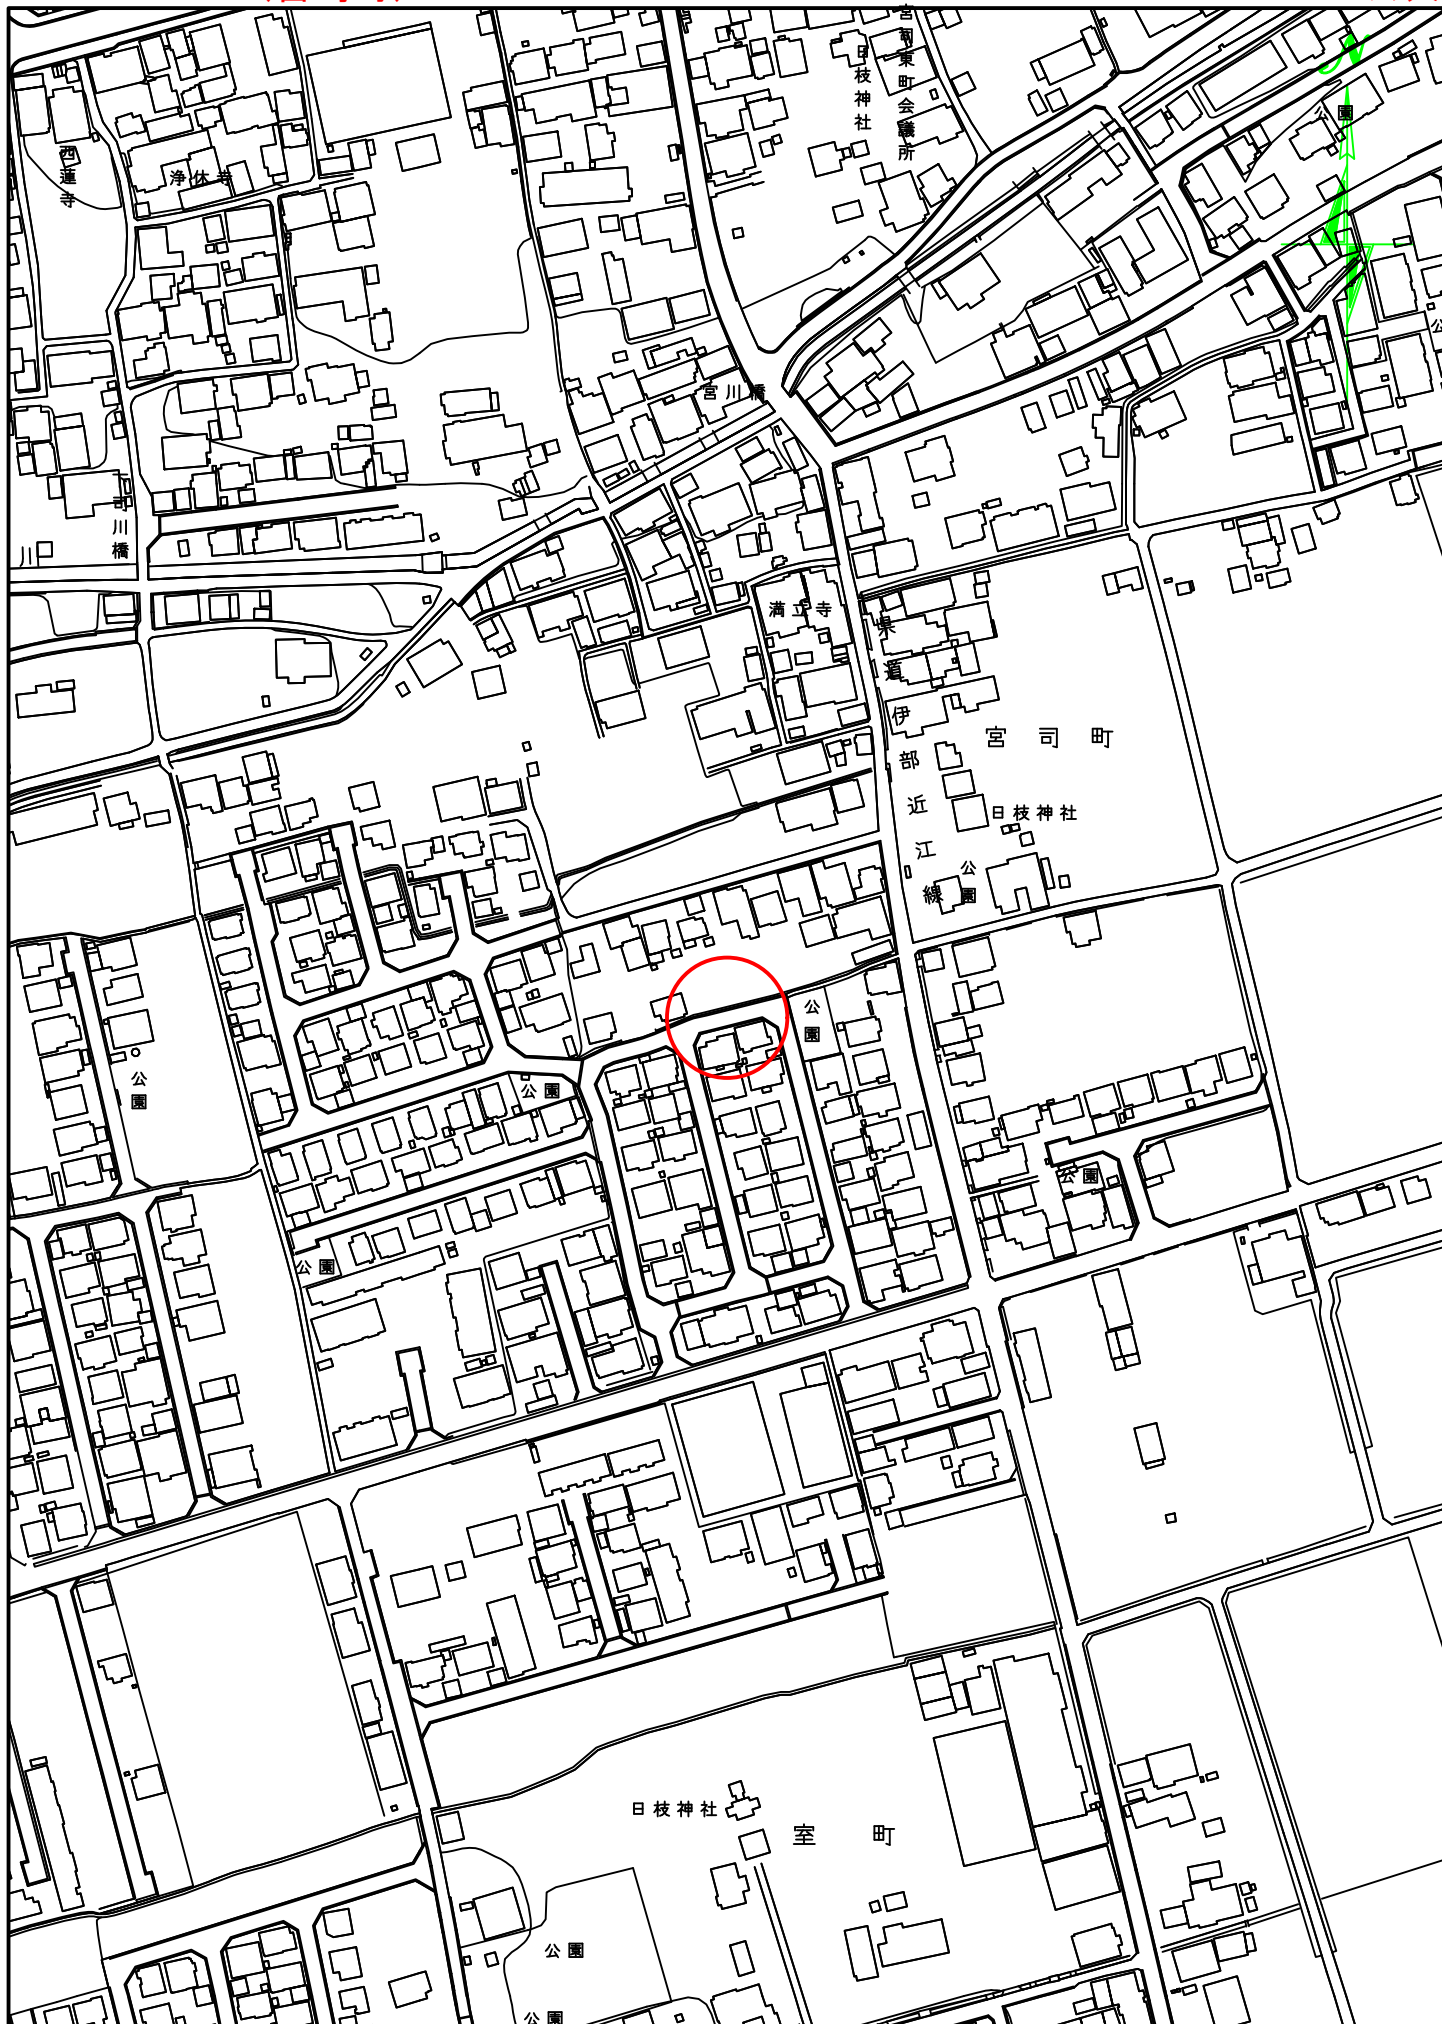 宮司東町会議所
日枝神社
公園
西蓮寺
浄休寺
宮川橋
司川橋
満立寺
県道伊部近江線
宮司町
日枝神社
公園
公園
公園
公園
公園
公園
日枝神社
室町
公園
公園